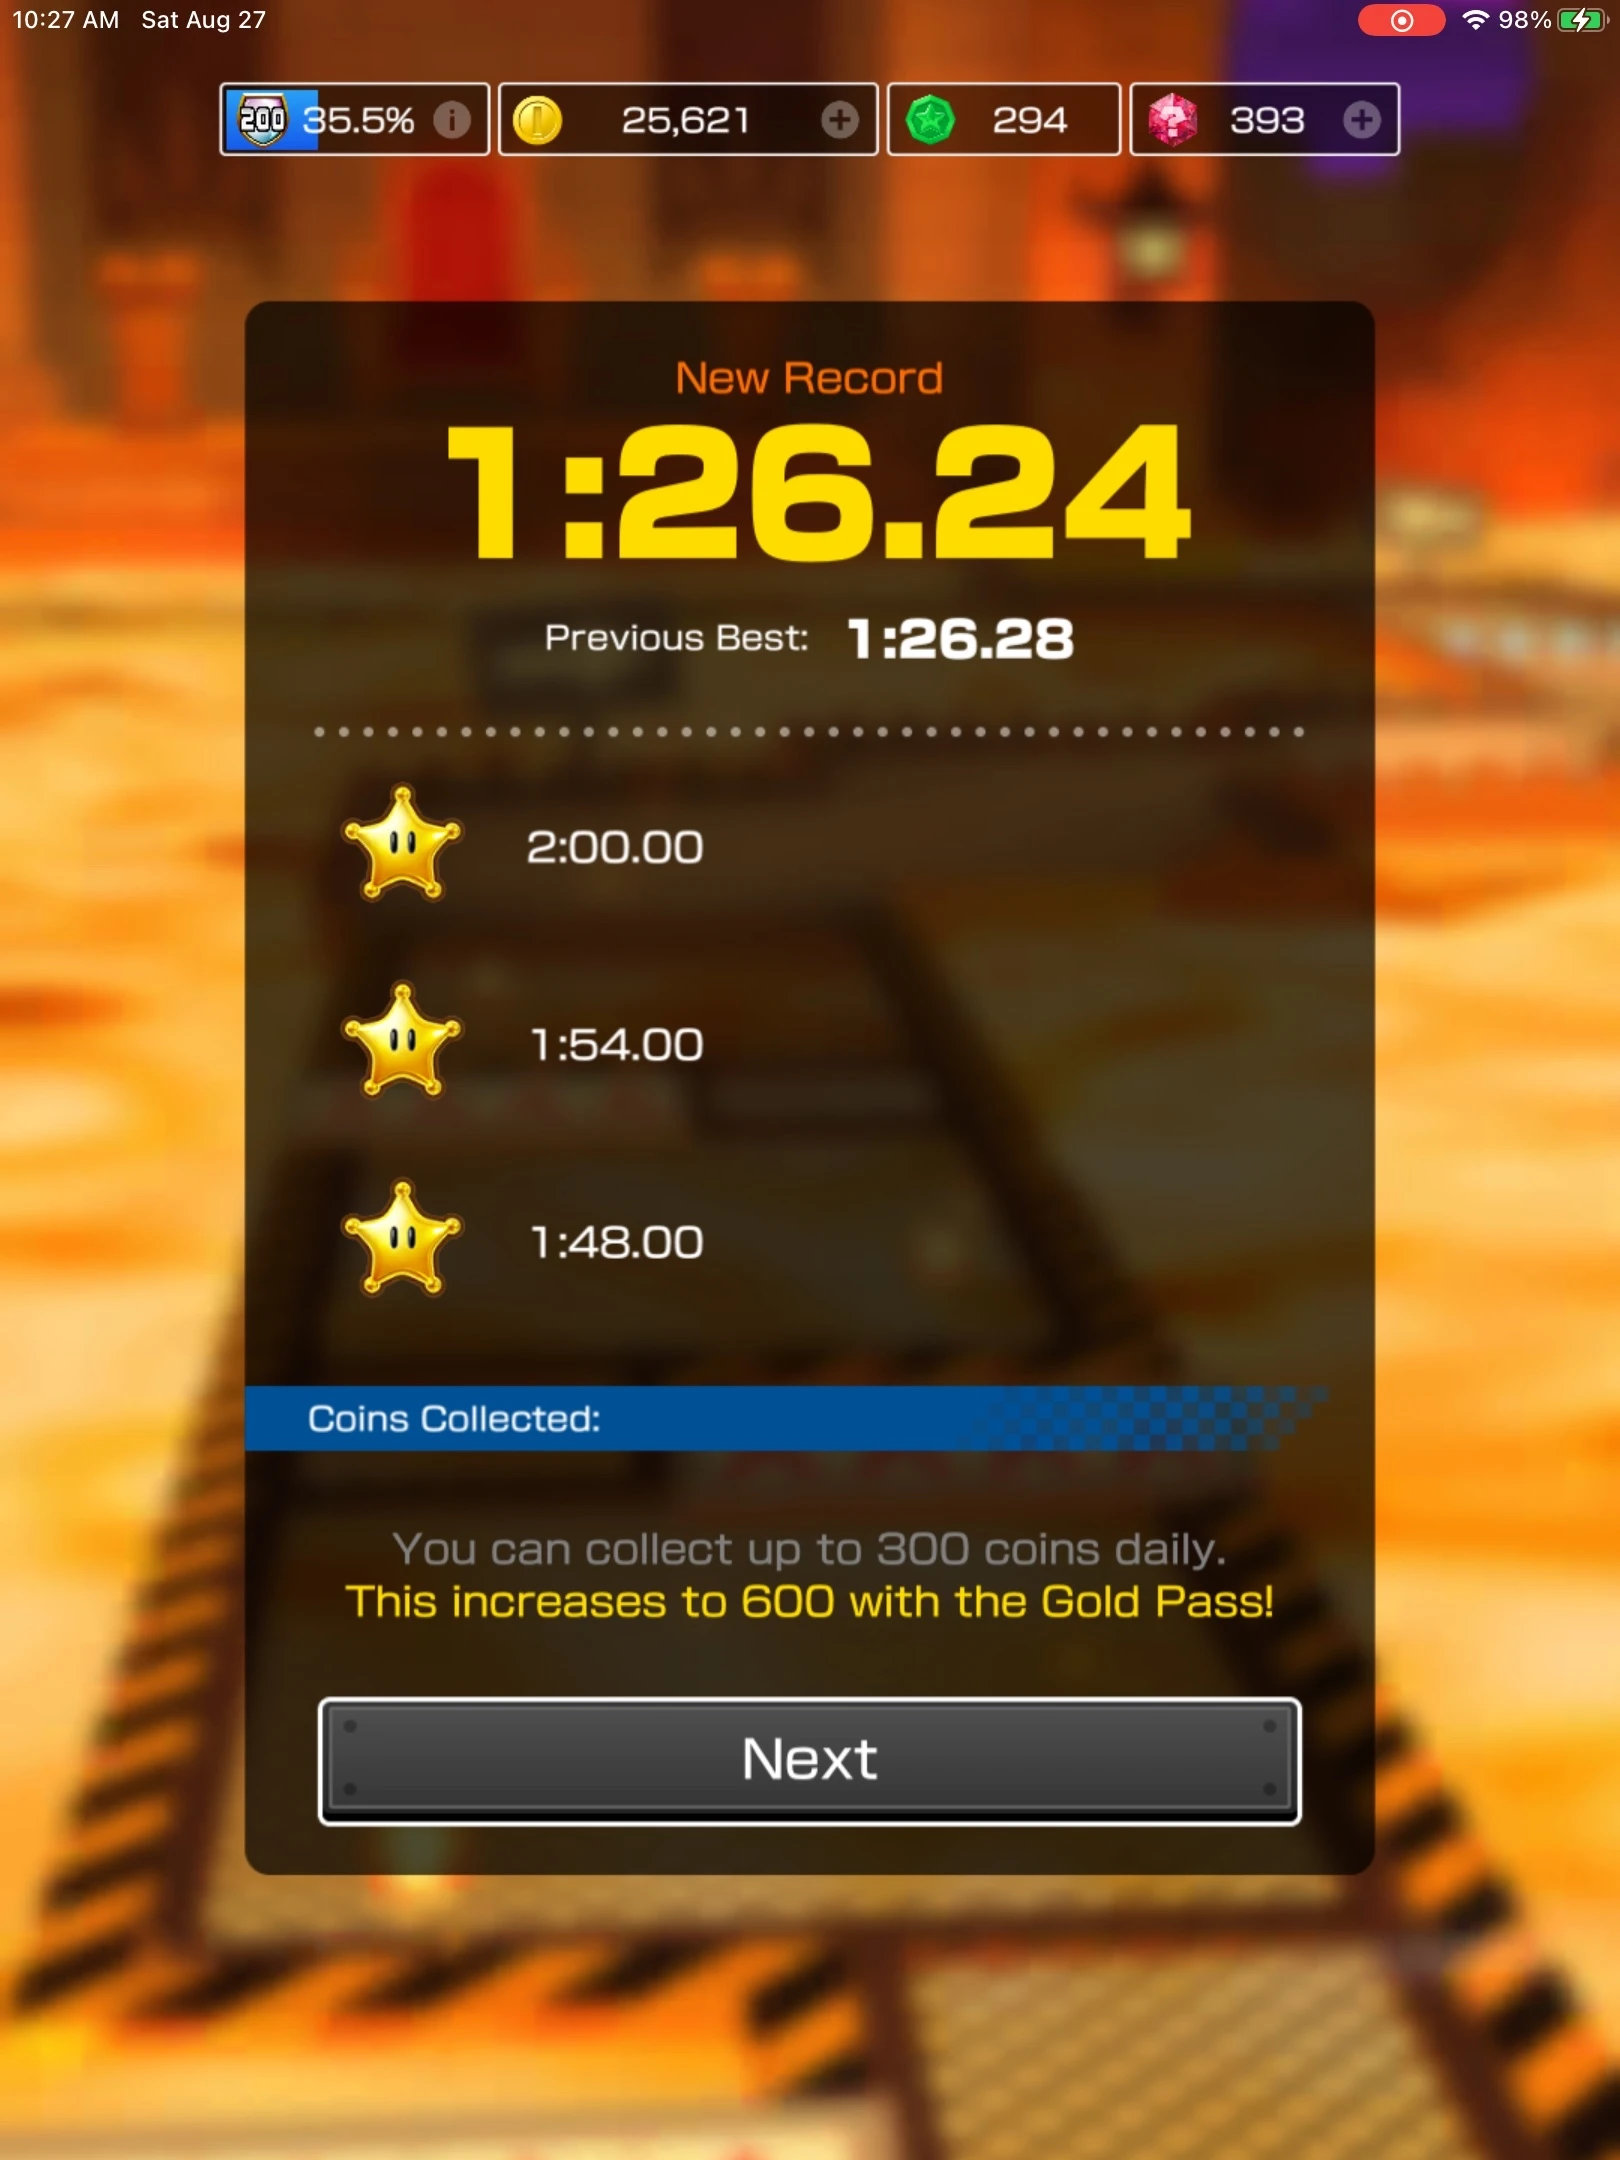 10:27 AM Sat Aug 27 98%
200 35.5% i 25,621 + 294 ? 393 +
New Record
1:26.24
Previous Best: 1:26.28
2:00.00
1:54.00
1:48.00
Coins Collected:
You can collect up to 300 coins daily.
This increases to 600 with the Gold Pass!
Next